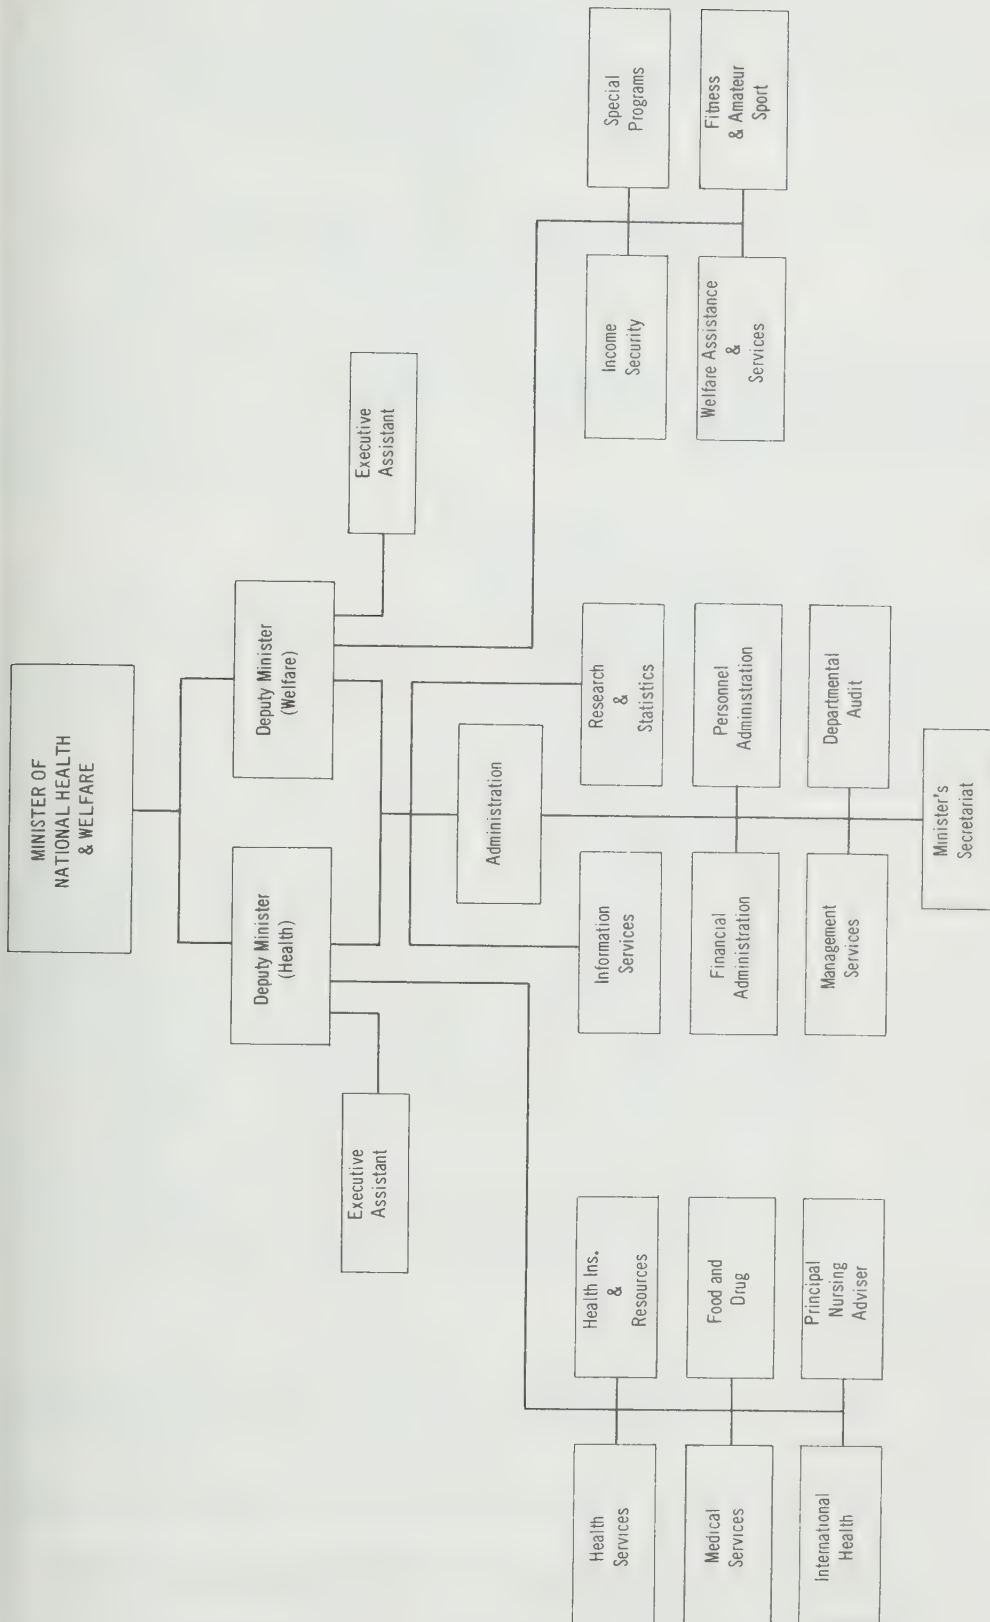 MINISTER OF
NATIONAL HEALTH
& WELFARE
Deputy Minister
(Health)
Deputy Minister
(Welfare)
Executive
Assistant
Executive
Assistant
Administration
Health
Services
Health Ins.
&
Resources
Information
Services
Research
&
Statistics
Income
Security
Special
Programs
Medical
Services
Food and
Drug
Financial
Administration
Personnel
Administration
Welfare Assistance
&
Services
Fitness
& Amateur
Sport
International
Health
Principal
Nursing
Adviser
Management
Services
Departmental
Audit
Minister's
Secretariat